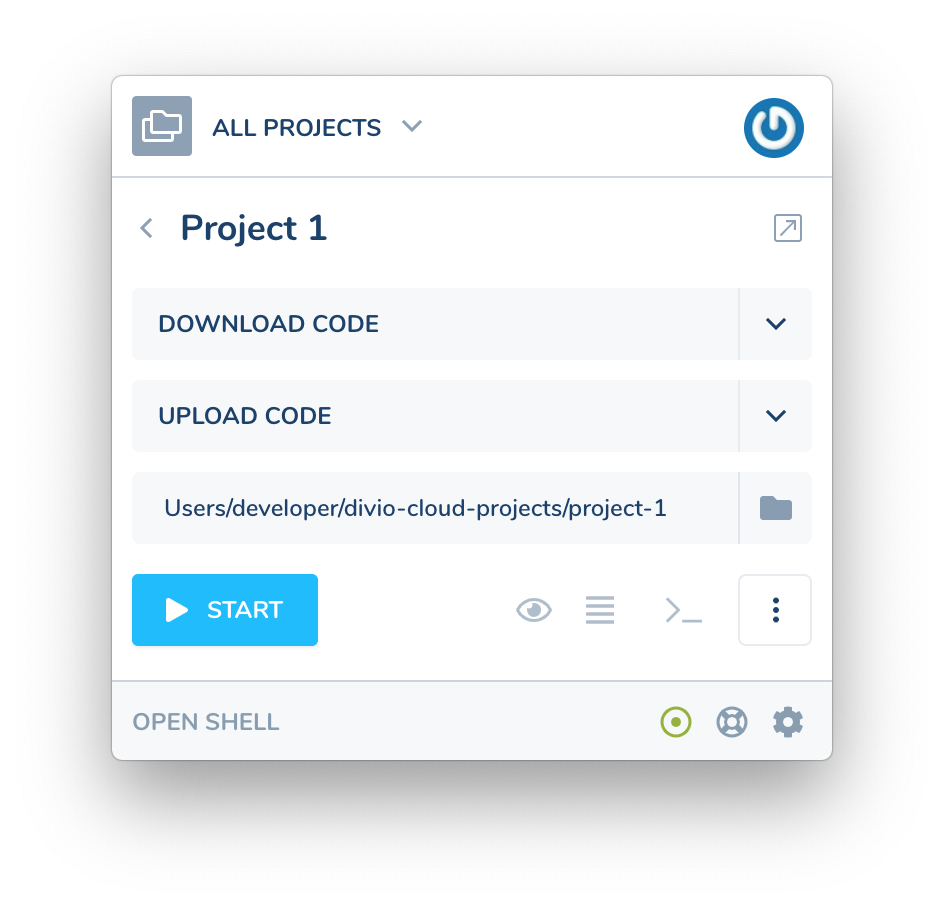 ALL PROJECTS
Project 1
DOWNLOAD CODE
UPLOAD CODE
Users/developer/divio-cloud-projects/project-1
START
OPEN SHELL